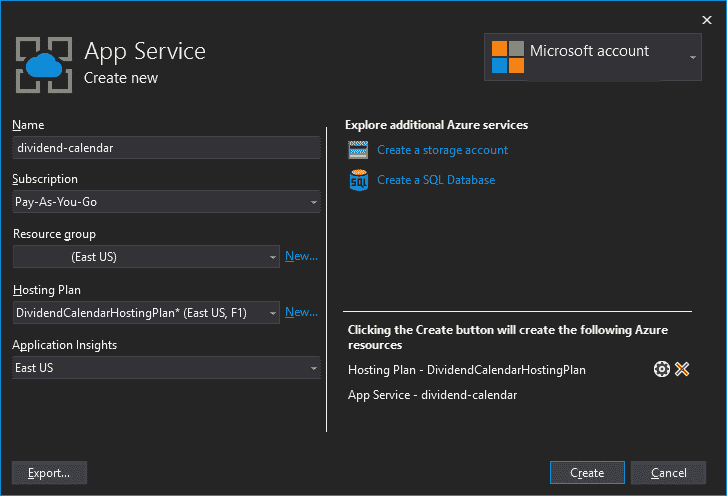 App Service
Create new
Microsoft account
Name
dividend-calendar
Subscription
Pay-As-You-Go
Resource group
(East US)
New...
Hosting Plan
DividendCalendarHostingPlan* (East US, F1)
New...
Application Insights
East US
Explore additional Azure services
Create a storage account
SQL
Create a SQL Database
Clicking the Create button will create the following Azure
resources
Hosting Plan - DividendCalendarHostingPlan
App Service - dividend-calendar
Export...
Create
Cancel